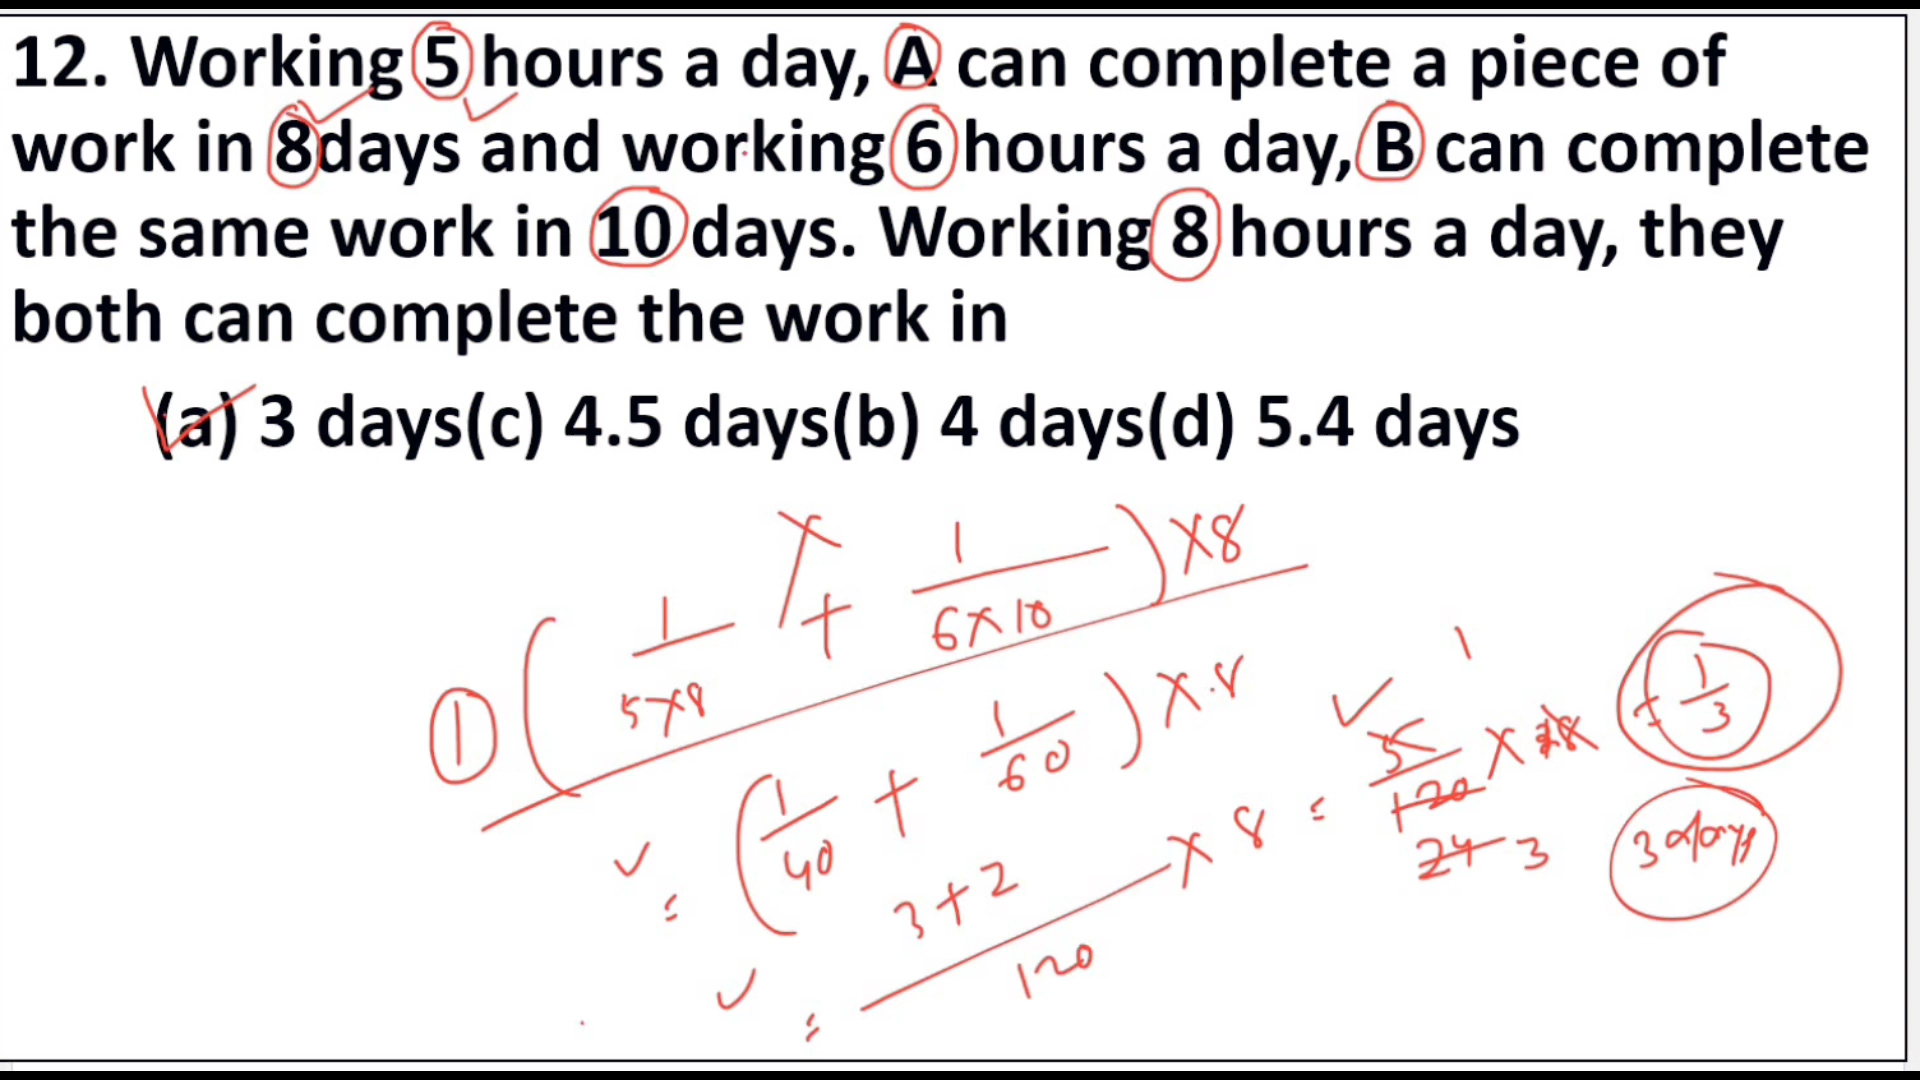 12. Working 5 hours a day, A can complete a piece of
work in 8days and working 6 hours a day, B can complete
the same work in 10 days. Working 8 hours a day, they
both can complete the work in
(a) 3 days(c) 4.5 days(b) 4 days(d) 5.4 days
① ( 1/5×8 + 1/6×10 ) ×8
= ( 1/40 + 1/60 ) × 8
= 3+2/120 × 8 = 5/120 × 8 = 1/3
24 3
1
3 days